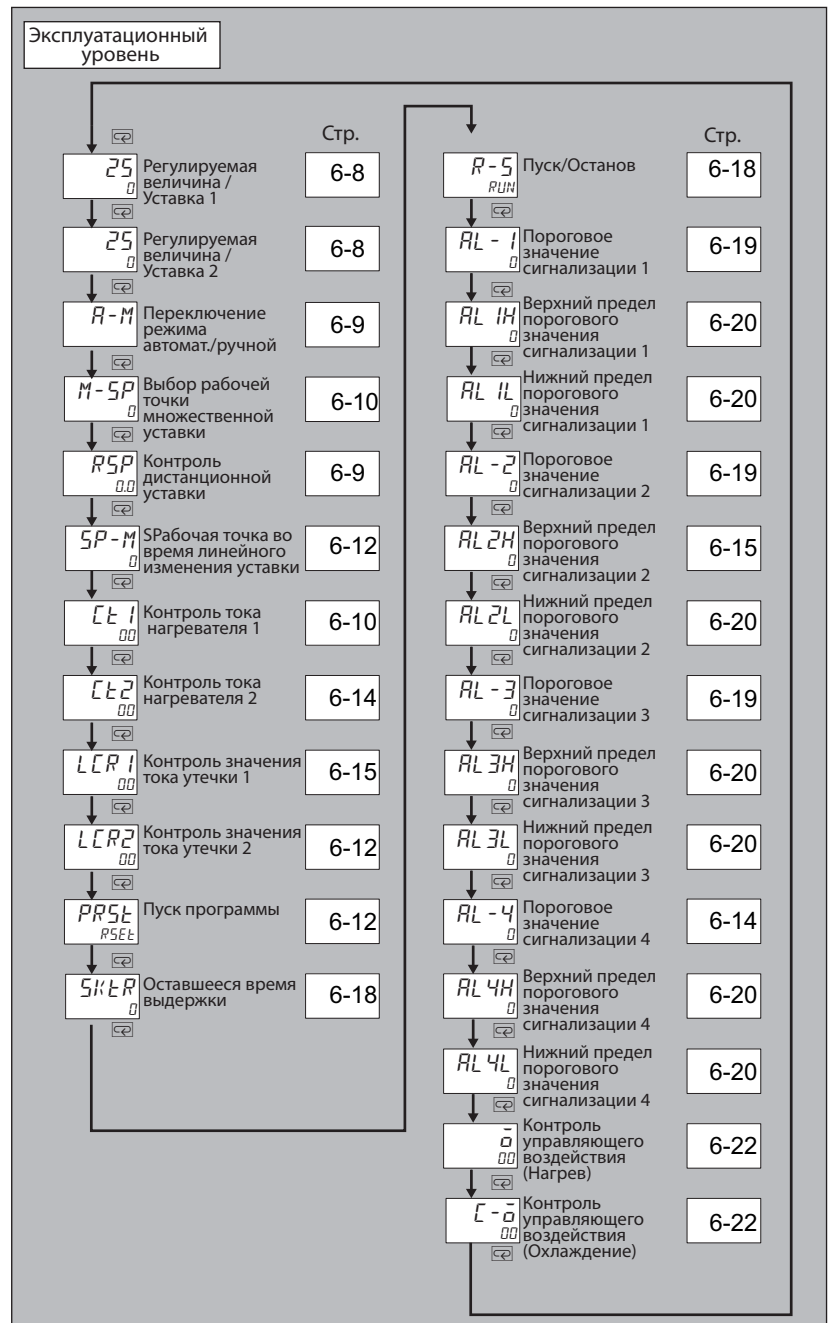 Эксплуатационный
уровень
Стр.
25
0
Регулируемая
величина /
Уставка 1
6-8
25
0
Регулируемая
величина /
Уставка 2
6-8
A-M
Переключение
режима
автомат./ручной
6-9
M-SP
0
Выбор рабочей
точки
множественной
уставки
6-10
RSP
0.0
Контроль
дистанционной
уставки
6-9
SP-M
0
SРабочая точка во
время линейного
изменения уставки
6-12
Ct1
00
Контроль тока
нагревателя 1
6-10
Ct2
00
Контроль тока
нагревателя 2
6-14
LCR1
00
Контроль значения
тока утечки 1
6-15
LCR2
00
Контроль значения
тока утечки 2
6-12
PRSt
RSEt
Пуск программы
6-12
SKtR
0
Оставшееся время
выдержки
6-18
Стр.
R-S
RUN
Пуск/Останов
6-18
AL-1
0
Пороговое
значение
сигнализации 1
6-19
AL1H
0
Верхний предел
порогового
значения
сигнализации 1
6-20
AL1L
0
Нижний предел
порогового
значения
сигнализации 1
6-20
AL-2
0
Пороговое
значение
сигнализации 2
6-19
AL2H
0
Верхний предел
порогового
значения
сигнализации 2
6-15
AL2L
0
Нижний предел
порогового
значения
сигнализации 2
6-20
AL-3
0
Пороговое
значение
сигнализации 3
6-19
AL3H
0
Верхний предел
порогового
значения
сигнализации 3
6-20
AL3L
0
Нижний предел
порогового
значения
сигнализации 3
6-20
AL-4
0
Пороговое
значение
сигнализации 4
6-14
AL4H
0
Верхний предел
порогового
значения
сигнализации 4
6-20
AL4L
0
Нижний предел
порогового
значения
сигнализации 4
6-20
ō
00
Контроль
управляющего
воздействия
(Нагрев)
6-22
C-ō
00
Контроль
управляющего
воздействия
(Охлаждение)
6-22